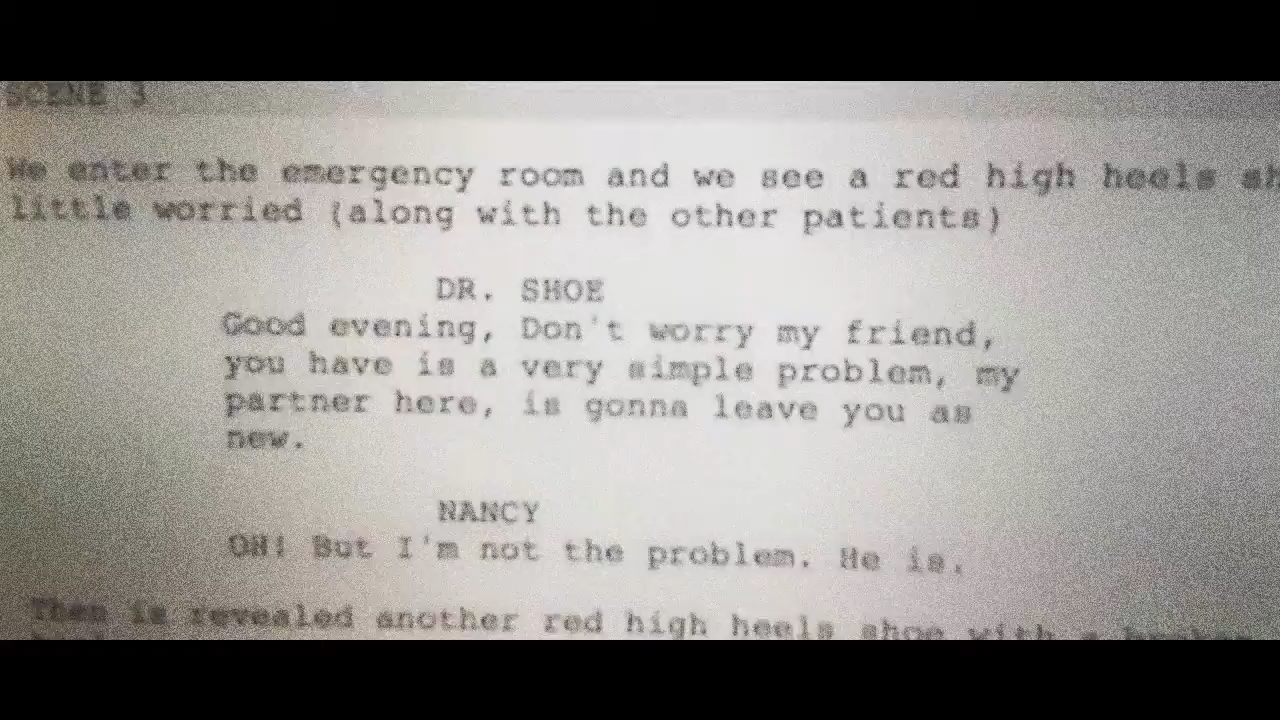 SCENE 3
We enter the emergency room and we see a red high heels
little worried (along with the other patients)
DR. SHOE
Good evening, Don't worry my friend,
you have is a very simple problem, my
partner here, is gonna leave you as
new.
NANCY
OH! But I'm not the problem. He is.
Then is revealed another red high heels shoe with a